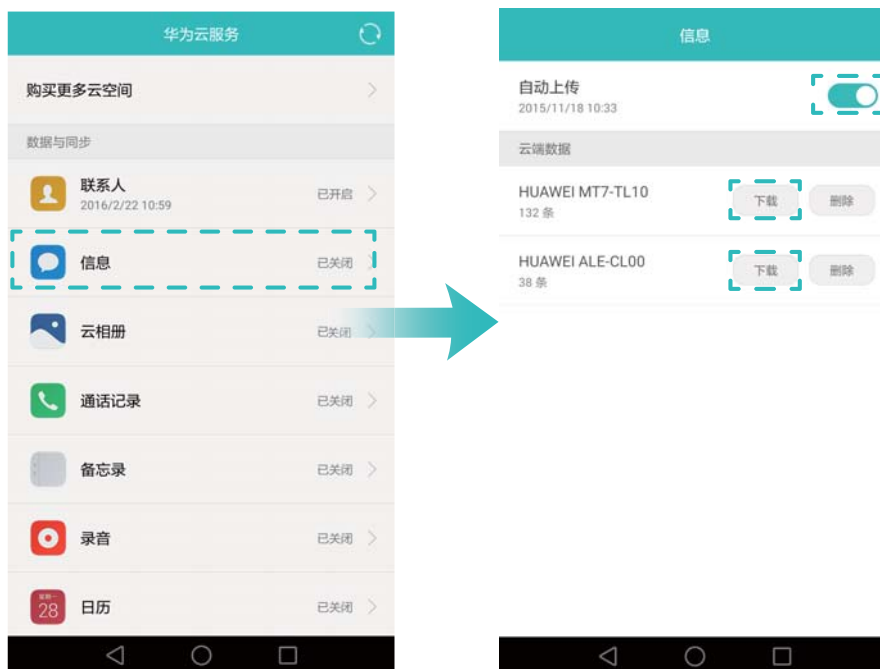 华为云服务
购买更多云空间
数据与同步
联系人
2016/2/22 10:59
已开启
信息
已关闭
云相册
已关闭
通话记录
已关闭
备忘录
已关闭
录音
已关闭
星期一
28
日历
已关闭
信息
自动上传
2015/11/18 10:33
云端数据
HUAWEI MT7-TL10
132 条
下载
删除
HUAWEI ALE-CL00
38 条
下载
删除